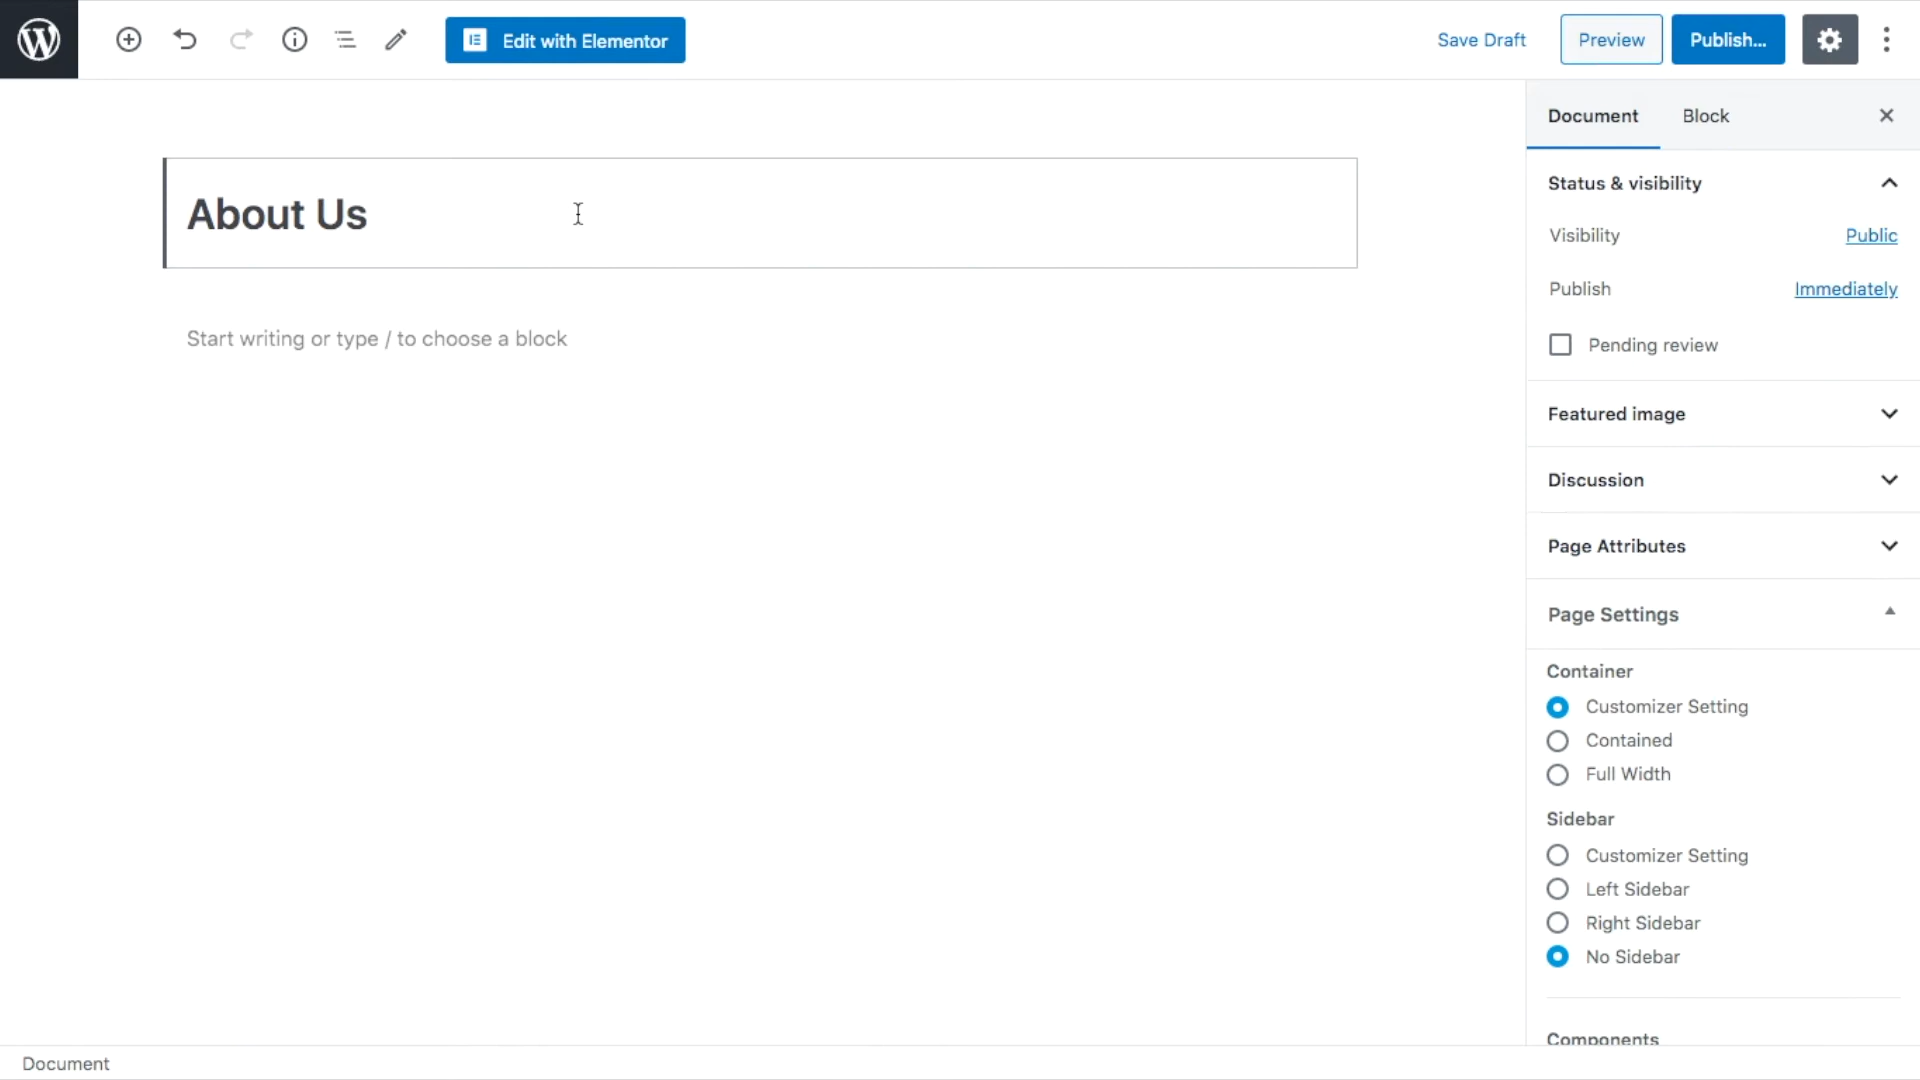 Edit with Elementor
Save Draft
Preview
Publish...
Document
Block
About Us
Start writing or type / to choose a block
Status & visibility
Visibility
Public
Publish
Immediately
Pending review
Featured image
Discussion
Page Attributes
Page Settings
Container
Customizer Setting
Contained
Full Width
Sidebar
Customizer Setting
Left Sidebar
Right Sidebar
No Sidebar
Components
Document